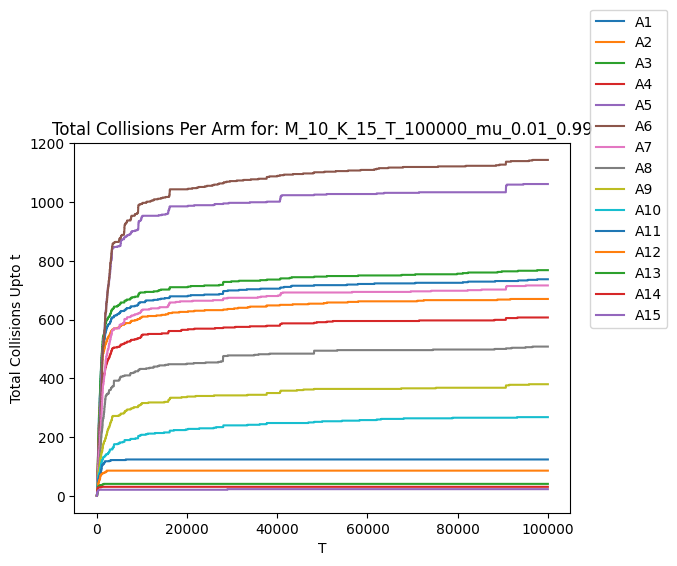 Total Collisions Per Arm for: M_10_K_15_T_100000_mu_0.01_0.99
A1
A2
A3
A4
A5
A6
A7
A8
A9
A10
A11
A12
A13
A14
A15
Total Collisions Upto t
1200
1000
800
600
400
200
0
0
20000
40000
60000
80000
100000
T